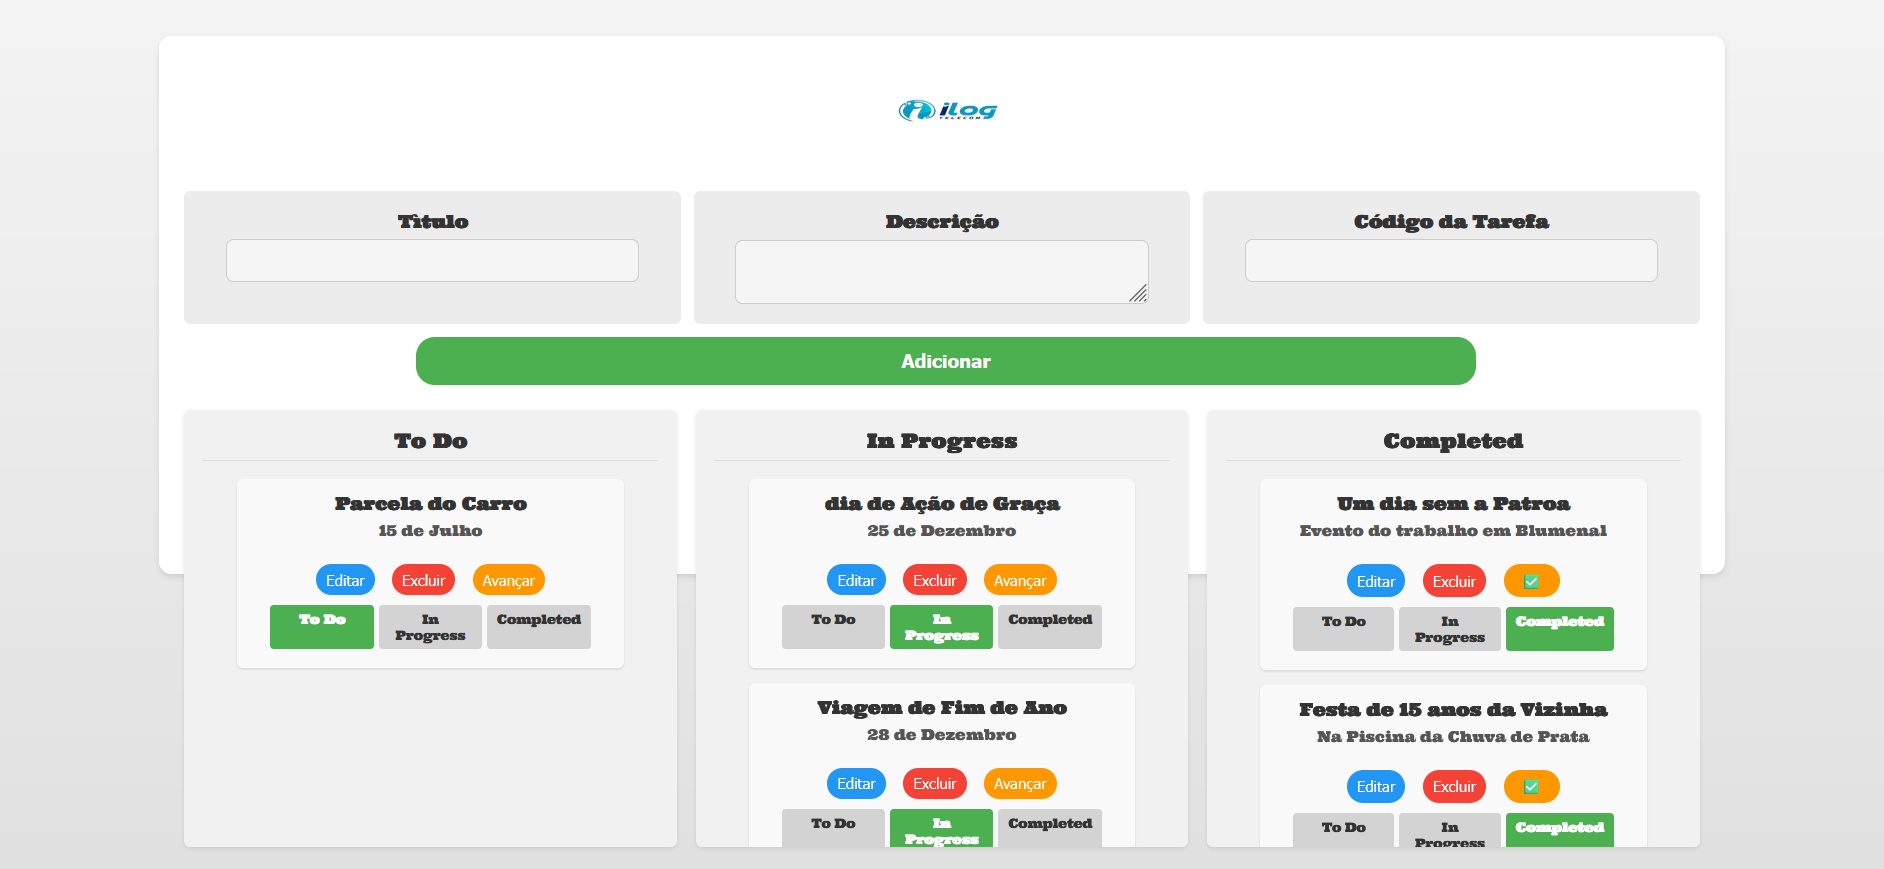 iLog
TELECOM
Tìtulo
Descrição
Código da Tarefa
Adicionar
To Do
Parcela do Carro
15 de Julho
Editar Excluir Avançar
To Do In Completed
Progress
In Progress
dia de Ação de Graça
25 de Dezembro
Editar Excluir Avançar
To Do In Completed
Progress
Viagem de Fim de Ano
28 de Dezembro
Editar Excluir Avançar
To Do In Completed
Progress
Completed
Um dia sem a Patroa
Evento do trabalho em Blumenal
Editar Excluir ✅
To Do In Completed
Progress
Festa de 15 anos da Vizinha
Na Piscina da Chuva de Prata
Editar Excluir ✅
To Do In Completed
Progress